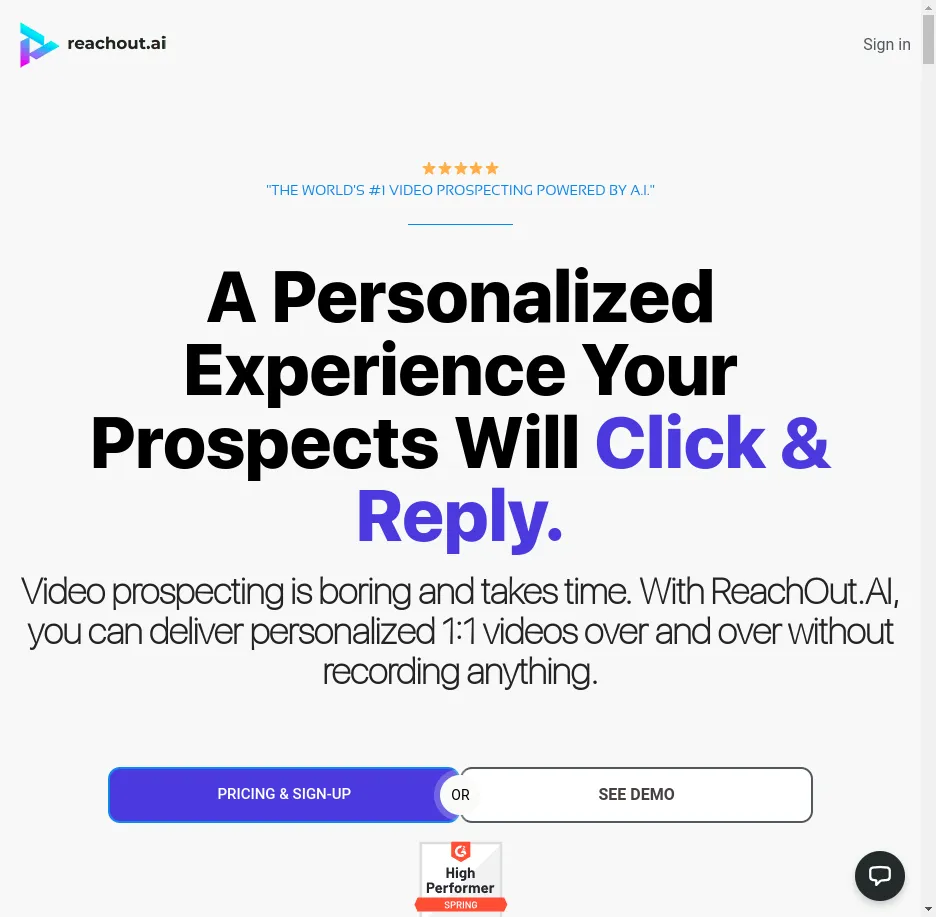 reachout.ai
Sign in
"THE WORLD'S #1 VIDEO PROSPECTING POWERED BY A.I."
A Personalized
Experience Your
Prospects Will Click &
Reply.
Video prospecting is boring and takes time. With ReachOut.AI,
you can deliver personalized 1:1 videos over and over without
recording anything.
PRICING & SIGN-UP
OR
SEE DEMO
High
Performer
SPRING